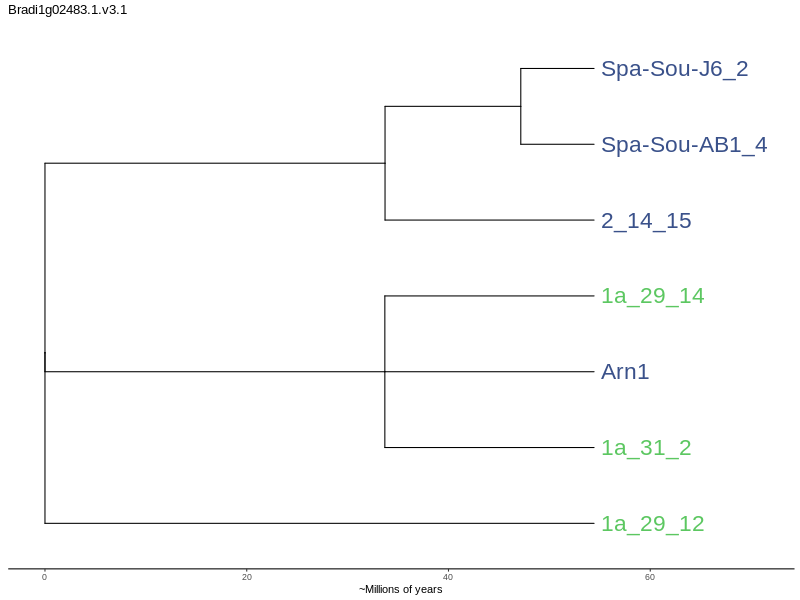 Bradi1g02483.1.v3.1
Spa-Sou-J6_2
Spa-Sou-AB1_4
2_14_15
1a_29_14
Arn1
1a_31_2
1a_29_12
0 20 40 60
~Millions of years